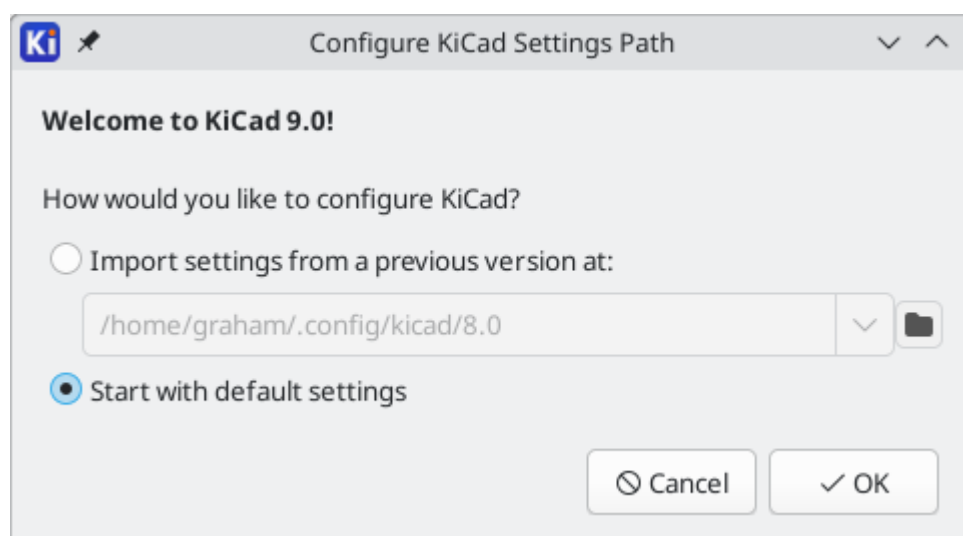 Ki Configure KiCad Settings Path
Welcome to KiCad 9.0!
How would you like to configure KiCad?
Import settings from a previous version at:
/home/graham/.config/kicad/8.0
Start with default settings
Cancel OK